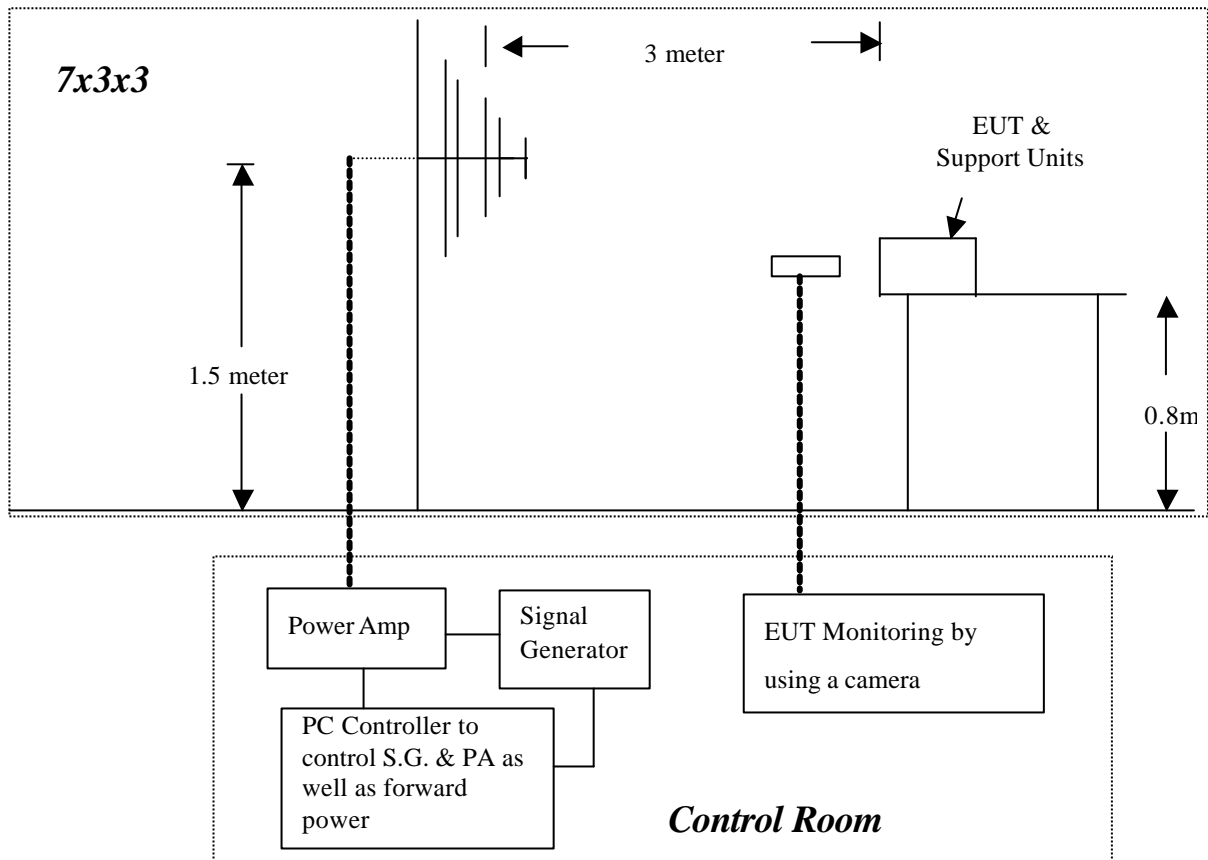 3 meter
7x3x3
EUT &
Support Units
1.5 meter
0.8m
Power Amp
Signal
Generator
EUT Monitoring by
using a camera
PC Controller to
control S.G. & PA as
well as forward
power
Control Room